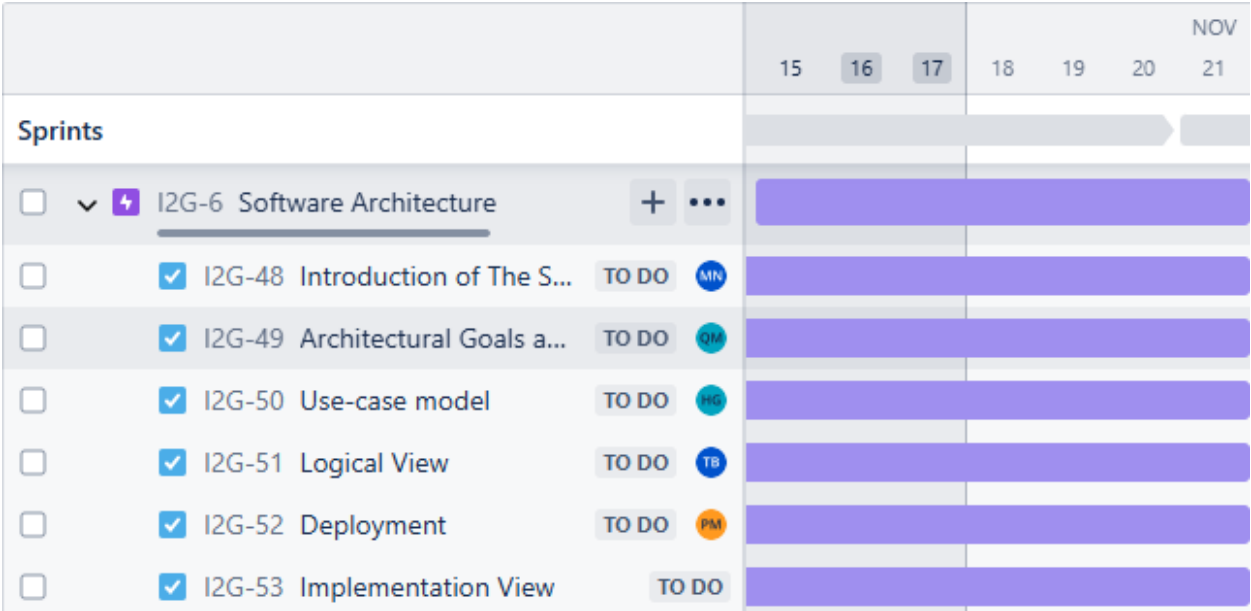 NOV
15 16 17 18 19 20 21
Sprints
I2G-6 Software Architecture
I2G-48 Introduction of The S... TO DO MN
I2G-49 Architectural Goals a... TO DO QM
I2G-50 Use-case model TO DO HG
I2G-51 Logical View TO DO TB
I2G-52 Deployment TO DO PM
I2G-53 Implementation View TO DO